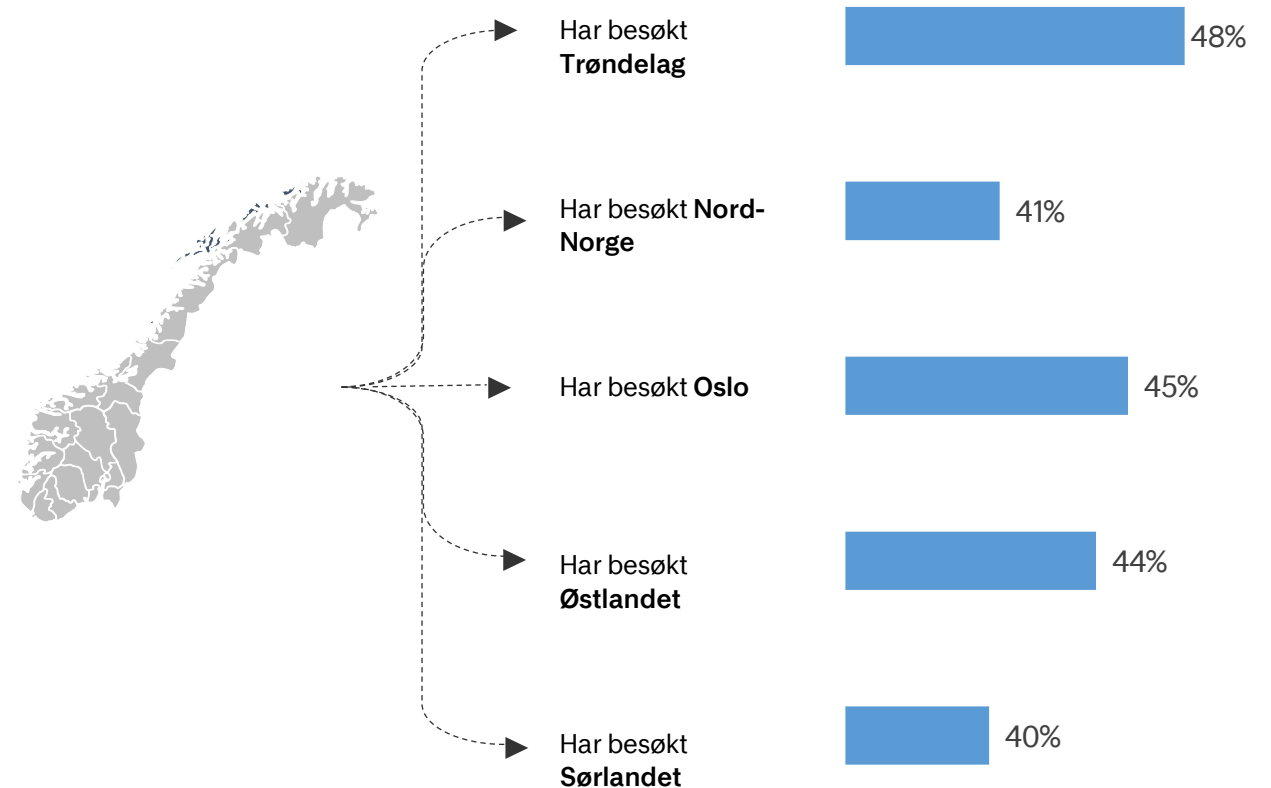 Har besøkt
Trøndelag
48%
Har besøkt Nord-
Norge
41%
Har besøkt Oslo
45%
Har besøkt
Østlandet
44%
Har besøkt
Sørlandet
40%